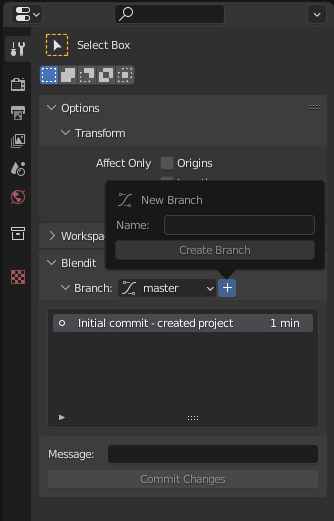 Select Box
Options
Transform
Affect Only Origins
New Branch
Name:
Create Branch
Workspa
Blendit
Branch: master
Initial commit - created project 1 min
Message:
Commit Changes